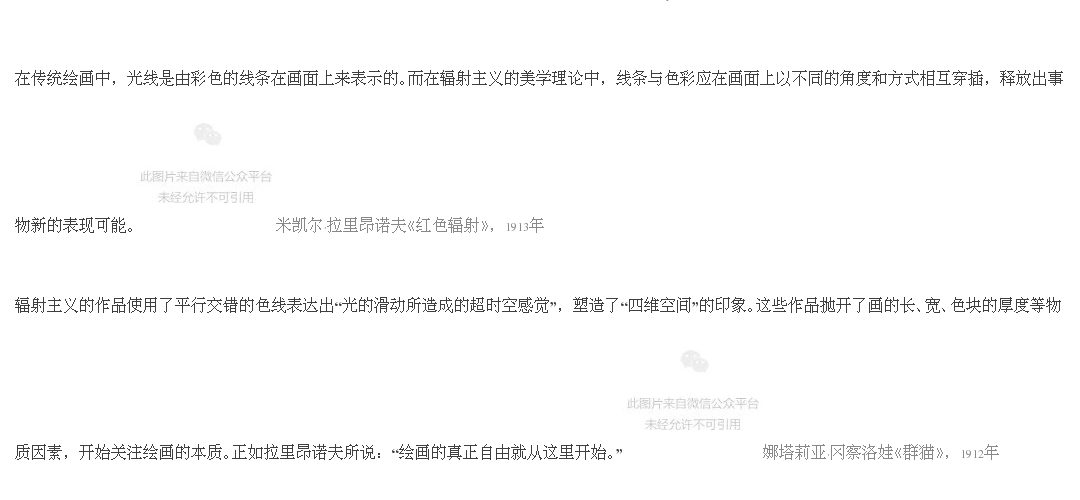 在传统绘画中，光线是由彩色的线条在画面上来表示的。而在辐射主义的美学理论中，线条与色彩应在画面上以不同的角度和方式相互穿插，释放出事
此图片来自微信公众平台
未经允许不可引用
物新的表现可能。 米凯尔·拉里昂诺夫《红色辐射》，1913年
辐射主义的作品使用了平行交错的色线表达出“光的滑动所造成的超时空感觉”，塑造了“四维空间”的印象。这些作品抛开了画的长、宽、色块的厚度等物
此图片来自微信公众平台
未经允许不可引用
质因素，开始关注绘画的本质。正如拉里昂诺夫所说：“绘画的真正自由就从这里开始。” 娜塔莉亚·冈察洛娃《群猫》，1912年